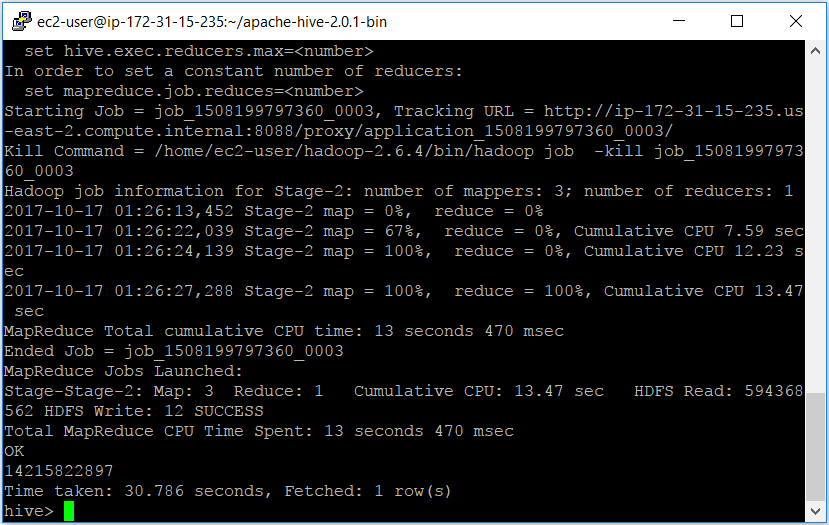 ec2-user@ip-172-31-15-235:~/apache-hive-2.0.1-bin
  set hive.exec.reducers.max=<number>
In order to set a constant number of reducers:
  set mapreduce.job.reduces=<number>
Starting Job = job_1508199797360_0003, Tracking URL = http://ip-172-31-15-235.us
-east-2.compute.internal:8088/proxy/application_1508199797360_0003/
Kill Command = /home/ec2-user/hadoop-2.6.4/bin/hadoop job  -kill job_15081997973
60_0003
Hadoop job information for Stage-2: number of mappers: 3; number of reducers: 1
2017-10-17 01:26:13,452 Stage-2 map = 0%,  reduce = 0%
2017-10-17 01:26:22,039 Stage-2 map = 67%,  reduce = 0%, Cumulative CPU 7.59 sec
2017-10-17 01:26:24,139 Stage-2 map = 100%,  reduce = 0%, Cumulative CPU 12.23 s
ec
2017-10-17 01:26:27,288 Stage-2 map = 100%,  reduce = 100%, Cumulative CPU 13.47
 sec
MapReduce Total cumulative CPU time: 13 seconds 470 msec
Ended Job = job_1508199797360_0003
MapReduce Jobs Launched:
Stage-Stage-2: Map: 3  Reduce: 1   Cumulative CPU: 13.47 sec   HDFS Read: 594368
562 HDFS Write: 12 SUCCESS
Total MapReduce CPU Time Spent: 13 seconds 470 msec
OK
14215822897
Time taken: 30.786 seconds, Fetched: 1 row(s)
hive>